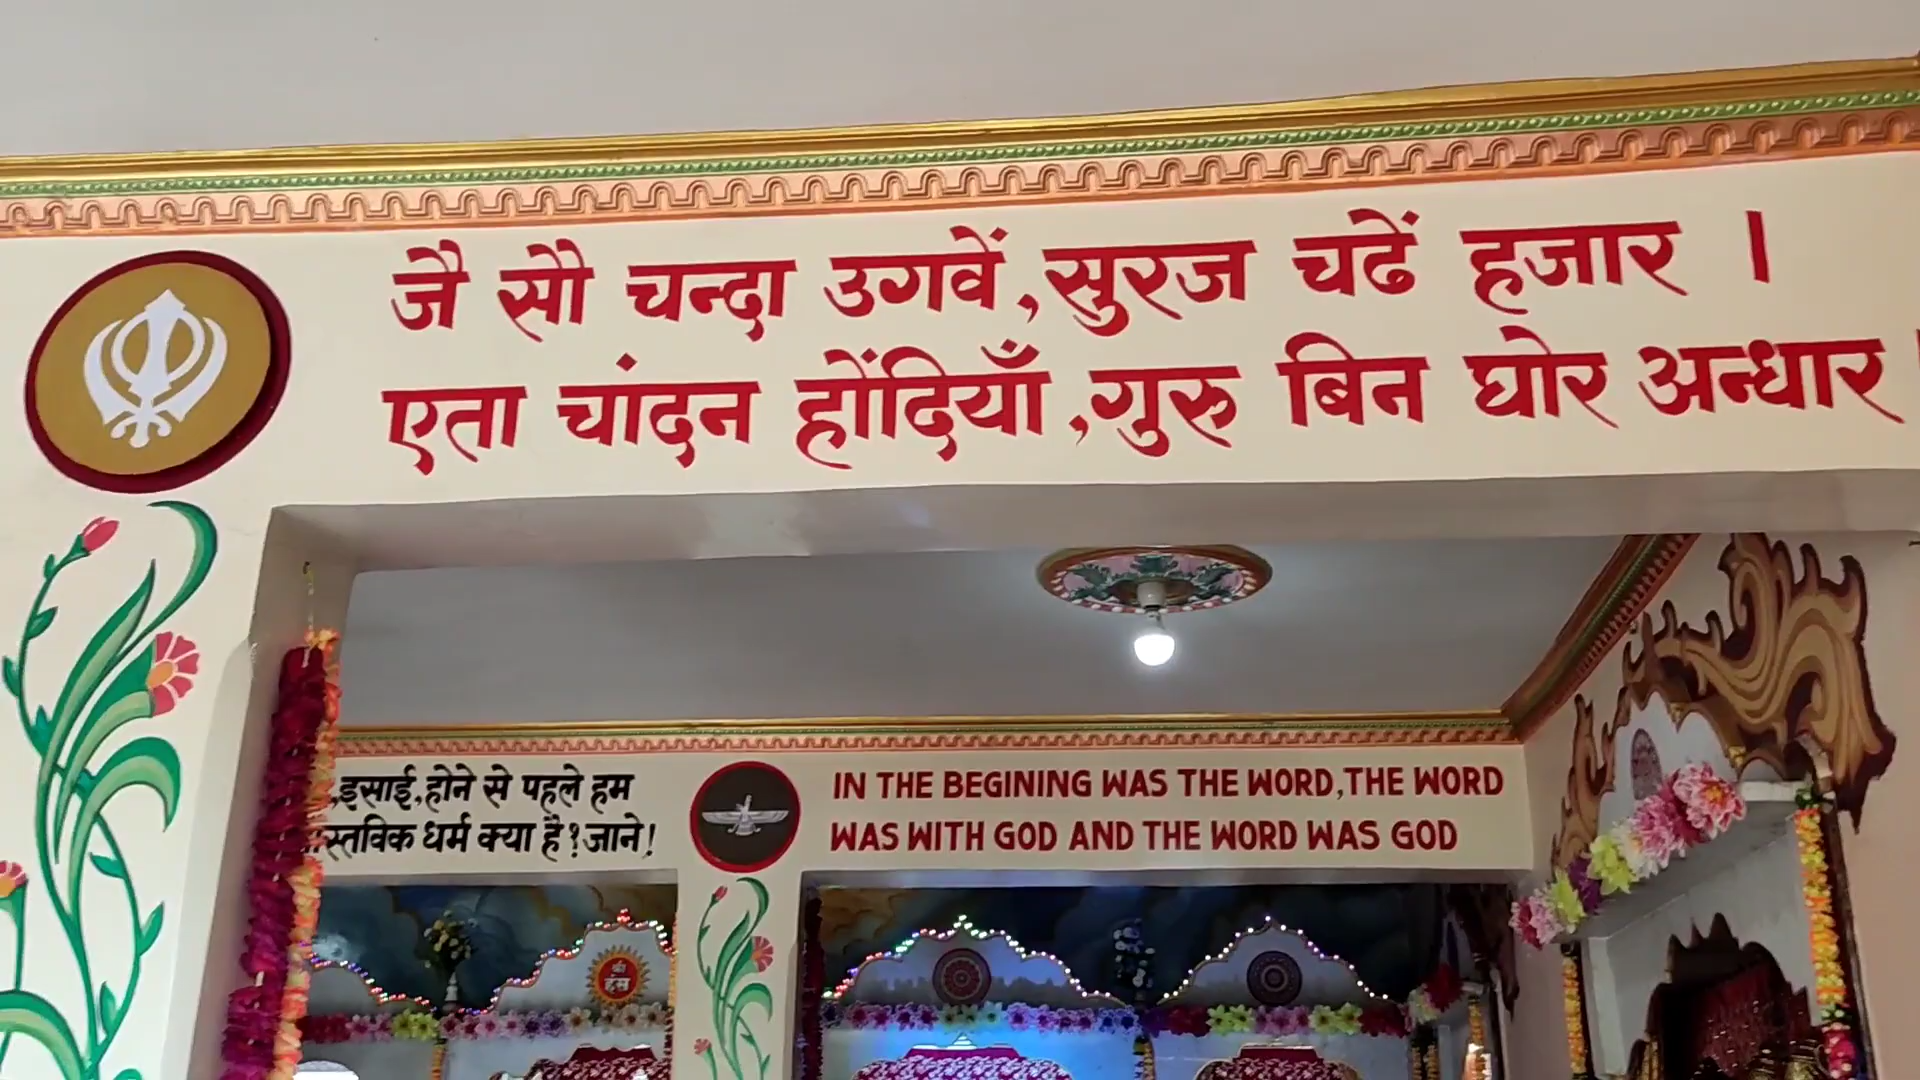 जै सौ चन्दा उगवें,सुरज चढें हजार ।
एता चांदन होंदियाँ,गुरु बिन घोर अन्धार ।
,इसाई,होने से पहले हम
स्तविक धर्म क्या है?जाने!
IN THE BEGINING WAS THE WORD,THE WORD
WAS WITH GOD AND THE WORD WAS GOD
श्री
हंस